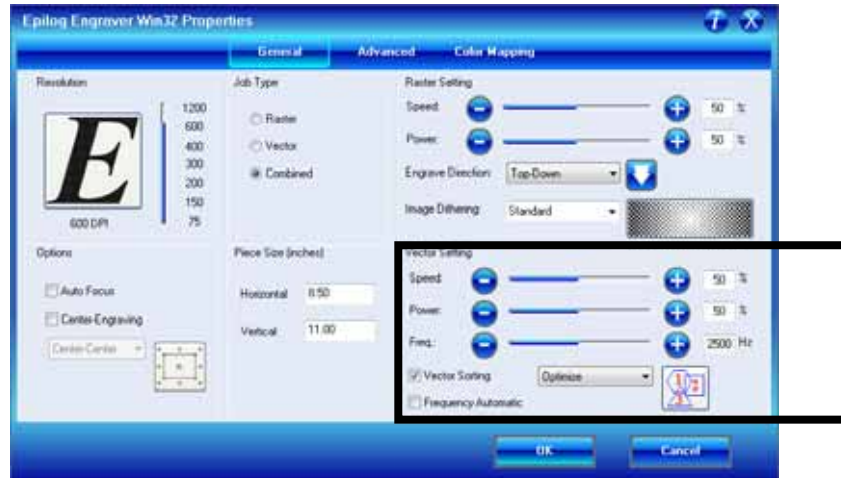 Epilog Engraver Win32 Properties
General Advanced Color Mapping
Resolution
1200
600
400
300
200
150
75
E
600 DPI
Job Type
Raster
Vector
Combined
Raster Setting
Speed: 50 %
Power: 50 %
Engrave Direction: Top-Down
Image Dithering: Standard
Options
Auto Focus
Center-Engraving
Center-Center
Piece Size (inches)
Horizontal 8.50
Vertical 11.00
Vector Setting
Speed: 50 %
Power: 50 %
Freq.: 2500 Hz
Vector Sorting Optimize
Frequency Automatic
OK Cancel